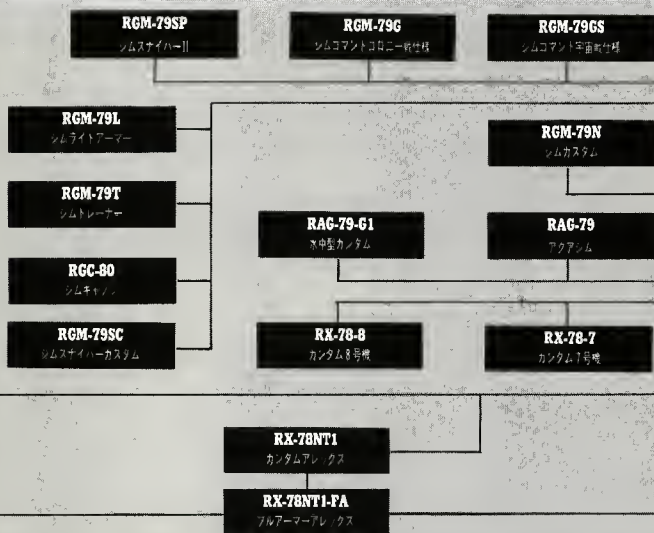 RGM-79SP
ジムスナイパーII
RGM-79G
ジムコマンドコロニー戦仕様
RGM-79GS
ジムコマンド宇宙戦仕様
RGM-79L
ジムライトアーマー
RGM-79N
ジムカスタム
RGM-79T
ジムトレーナー
RAG-79-G1
水中型ガンダム
RAG-79
アクアジム
RGC-80
ジムキャノン
RGM-79SC
ジムスナイパーカスタム
RX-78-8
ガンダム8号機
RX-78-7
ガンダム7号機
RX-78NT1
ガンダムアレックス
RX-78NT1-FA
フルアーマーアレックス